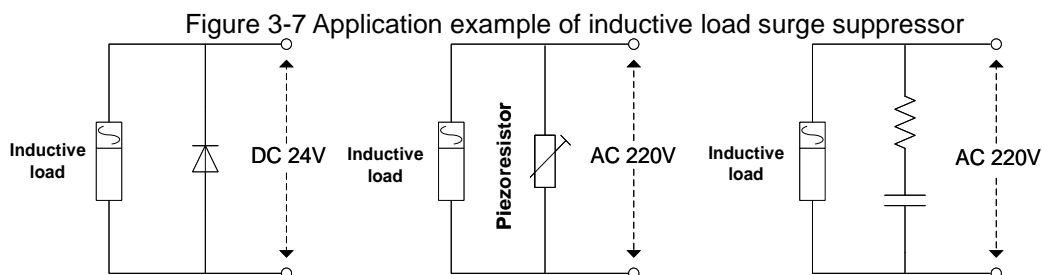 Figure 3-7 Application example of inductive load surge suppressor
Inductive
load
DC 24V
Inductive
load
Piezoresistor
AC 220V
Inductive
load
AC 220V